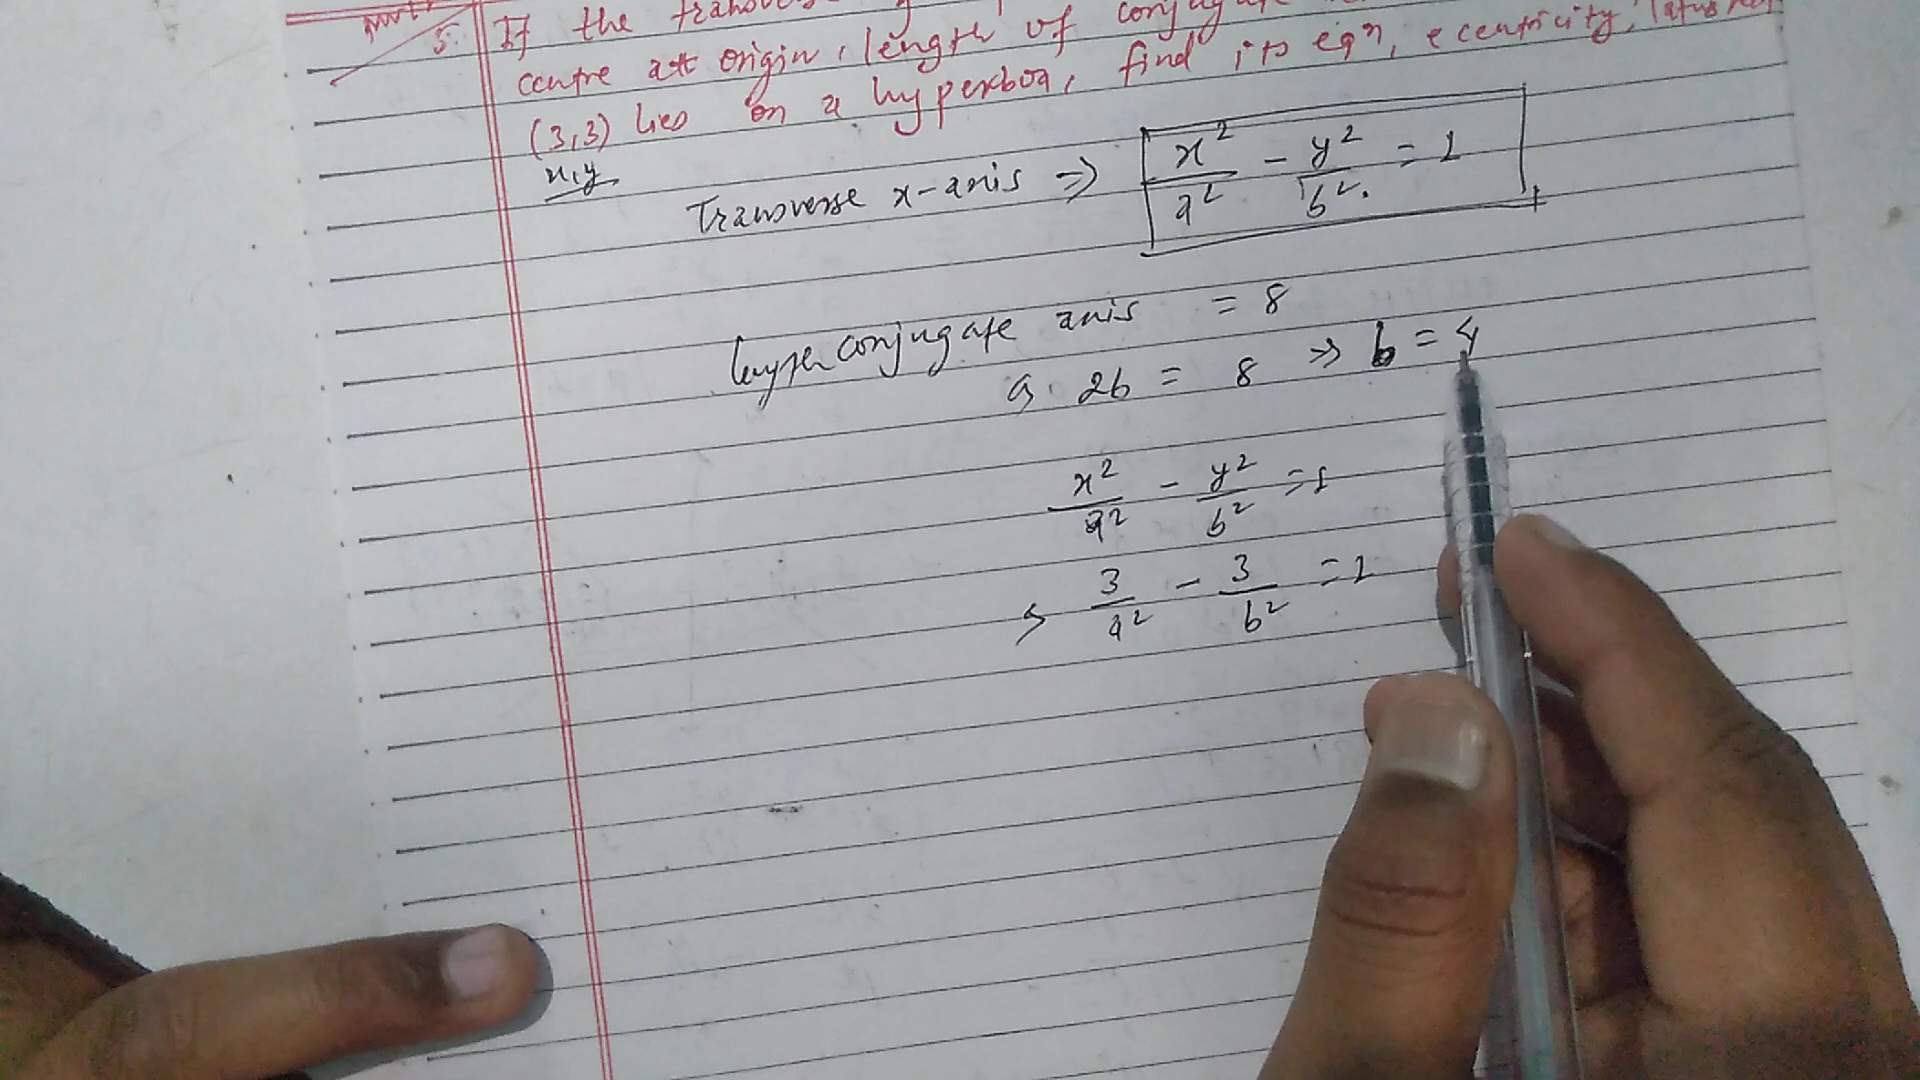 5. If the
centre at origin, length of
(3,3) lies on a hyperboa, find its eqn, eccentricity,
x,y
Transverse x-axis ⇒ x²/a² - y²/b² = 1
length conjugate axis = 8
2b = 8 ⇒ b = 4
x²/a² - y²/b² = 1
3/a² - 3/b² = 1